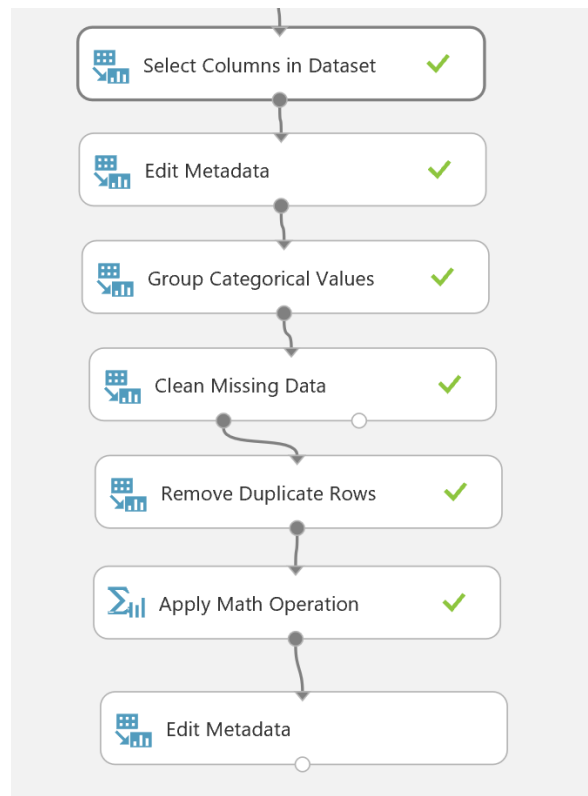 Select Columns in Dataset
Edit Metadata
Group Categorical Values
Clean Missing Data
Remove Duplicate Rows
Apply Math Operation
Edit Metadata